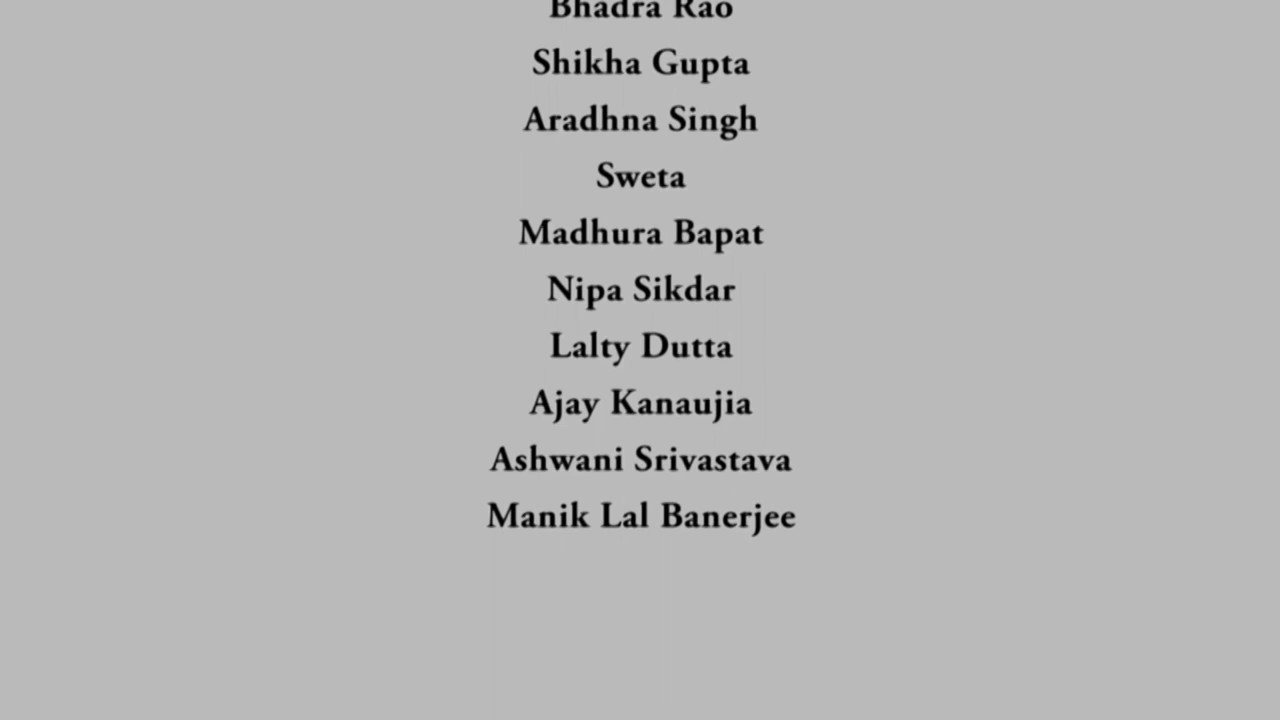 Bhadra Rao
Shikha Gupta
Aradhna Singh
Sweta
Madhura Bapat
Nipa Sikdar
Lalty Dutta
Ajay Kanaujia
Ashwani Srivastava
Manik Lal Banerjee